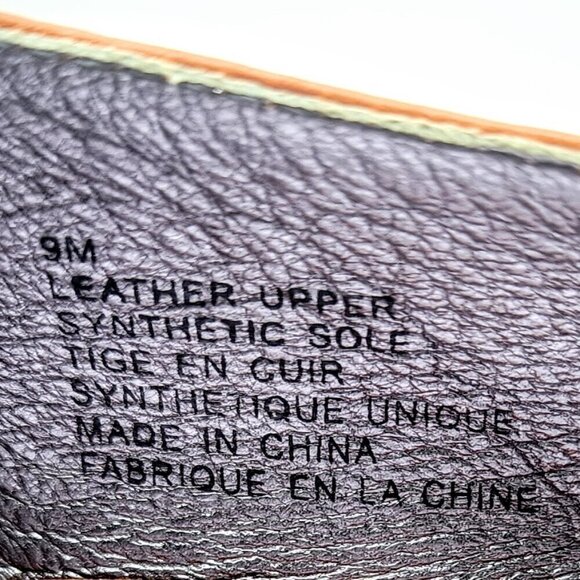 9M
LEATHER UPPER
SYNTHETIC SOLE
TIGE EN CUIR
SYNTHETIQUE UNIQUE
MADE IN CHINA
FABRIQUE EN LA CHINE